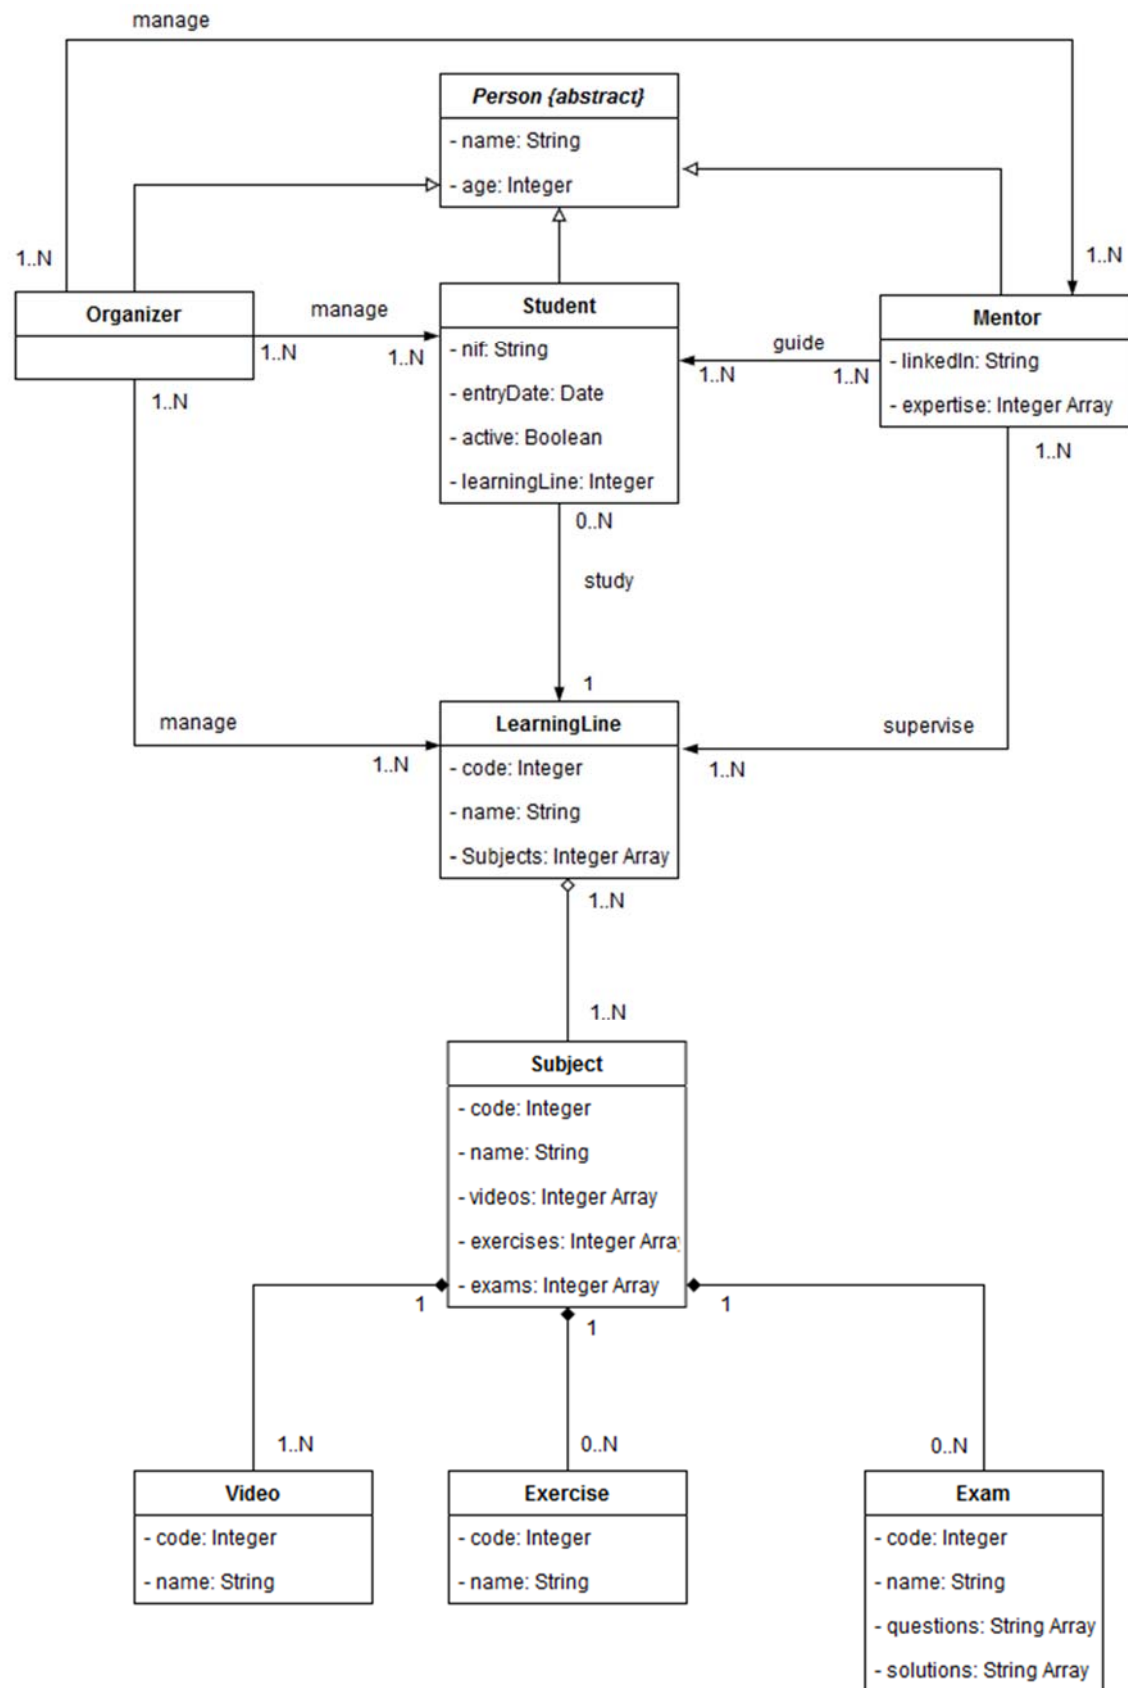 manage
Person {abstract}
- name: String
- age: Integer
1..N
1..N
Organizer
manage
1..N
1..N
1..N
Student
- nif: String
- entryDate: Date
- active: Boolean
- learningLine: Integer
guide
1..N
1..N
Mentor
- linkedIn: String
- expertise: Integer Array
1..N
0..N
study
1
manage
1..N
LearningLine
- code: Integer
- name: String
- Subjects: Integer Array
supervise
1..N
1..N
1..N
Subject
- code: Integer
- name: String
- videos: Integer Array
- exercises: Integer Arra
- exams: Integer Array
1
1
1
1..N
0..N
0..N
Video
- code: Integer
- name: String
Exercise
- code: Integer
- name: String
Exam
- code: Integer
- name: String
- questions: String Array
- solutions: String Array